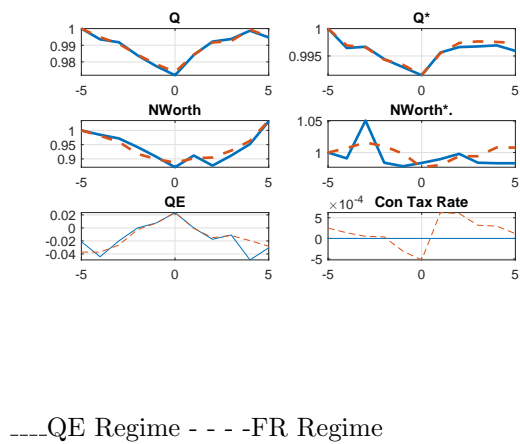 Q
Q*
1
0.99
0.98
-5 0 5
1
0.995
-5 0 5
NWorth
NWorth*.
1
0.95
0.9
-5 0 5
1.05
1
-5 0 5
QE
Con Tax Rate
0.02
0
-0.02
-0.04
-5 0 5
×10⁻⁴
5
0
-5
-5 0 5
____QE Regime - - - -FR Regime